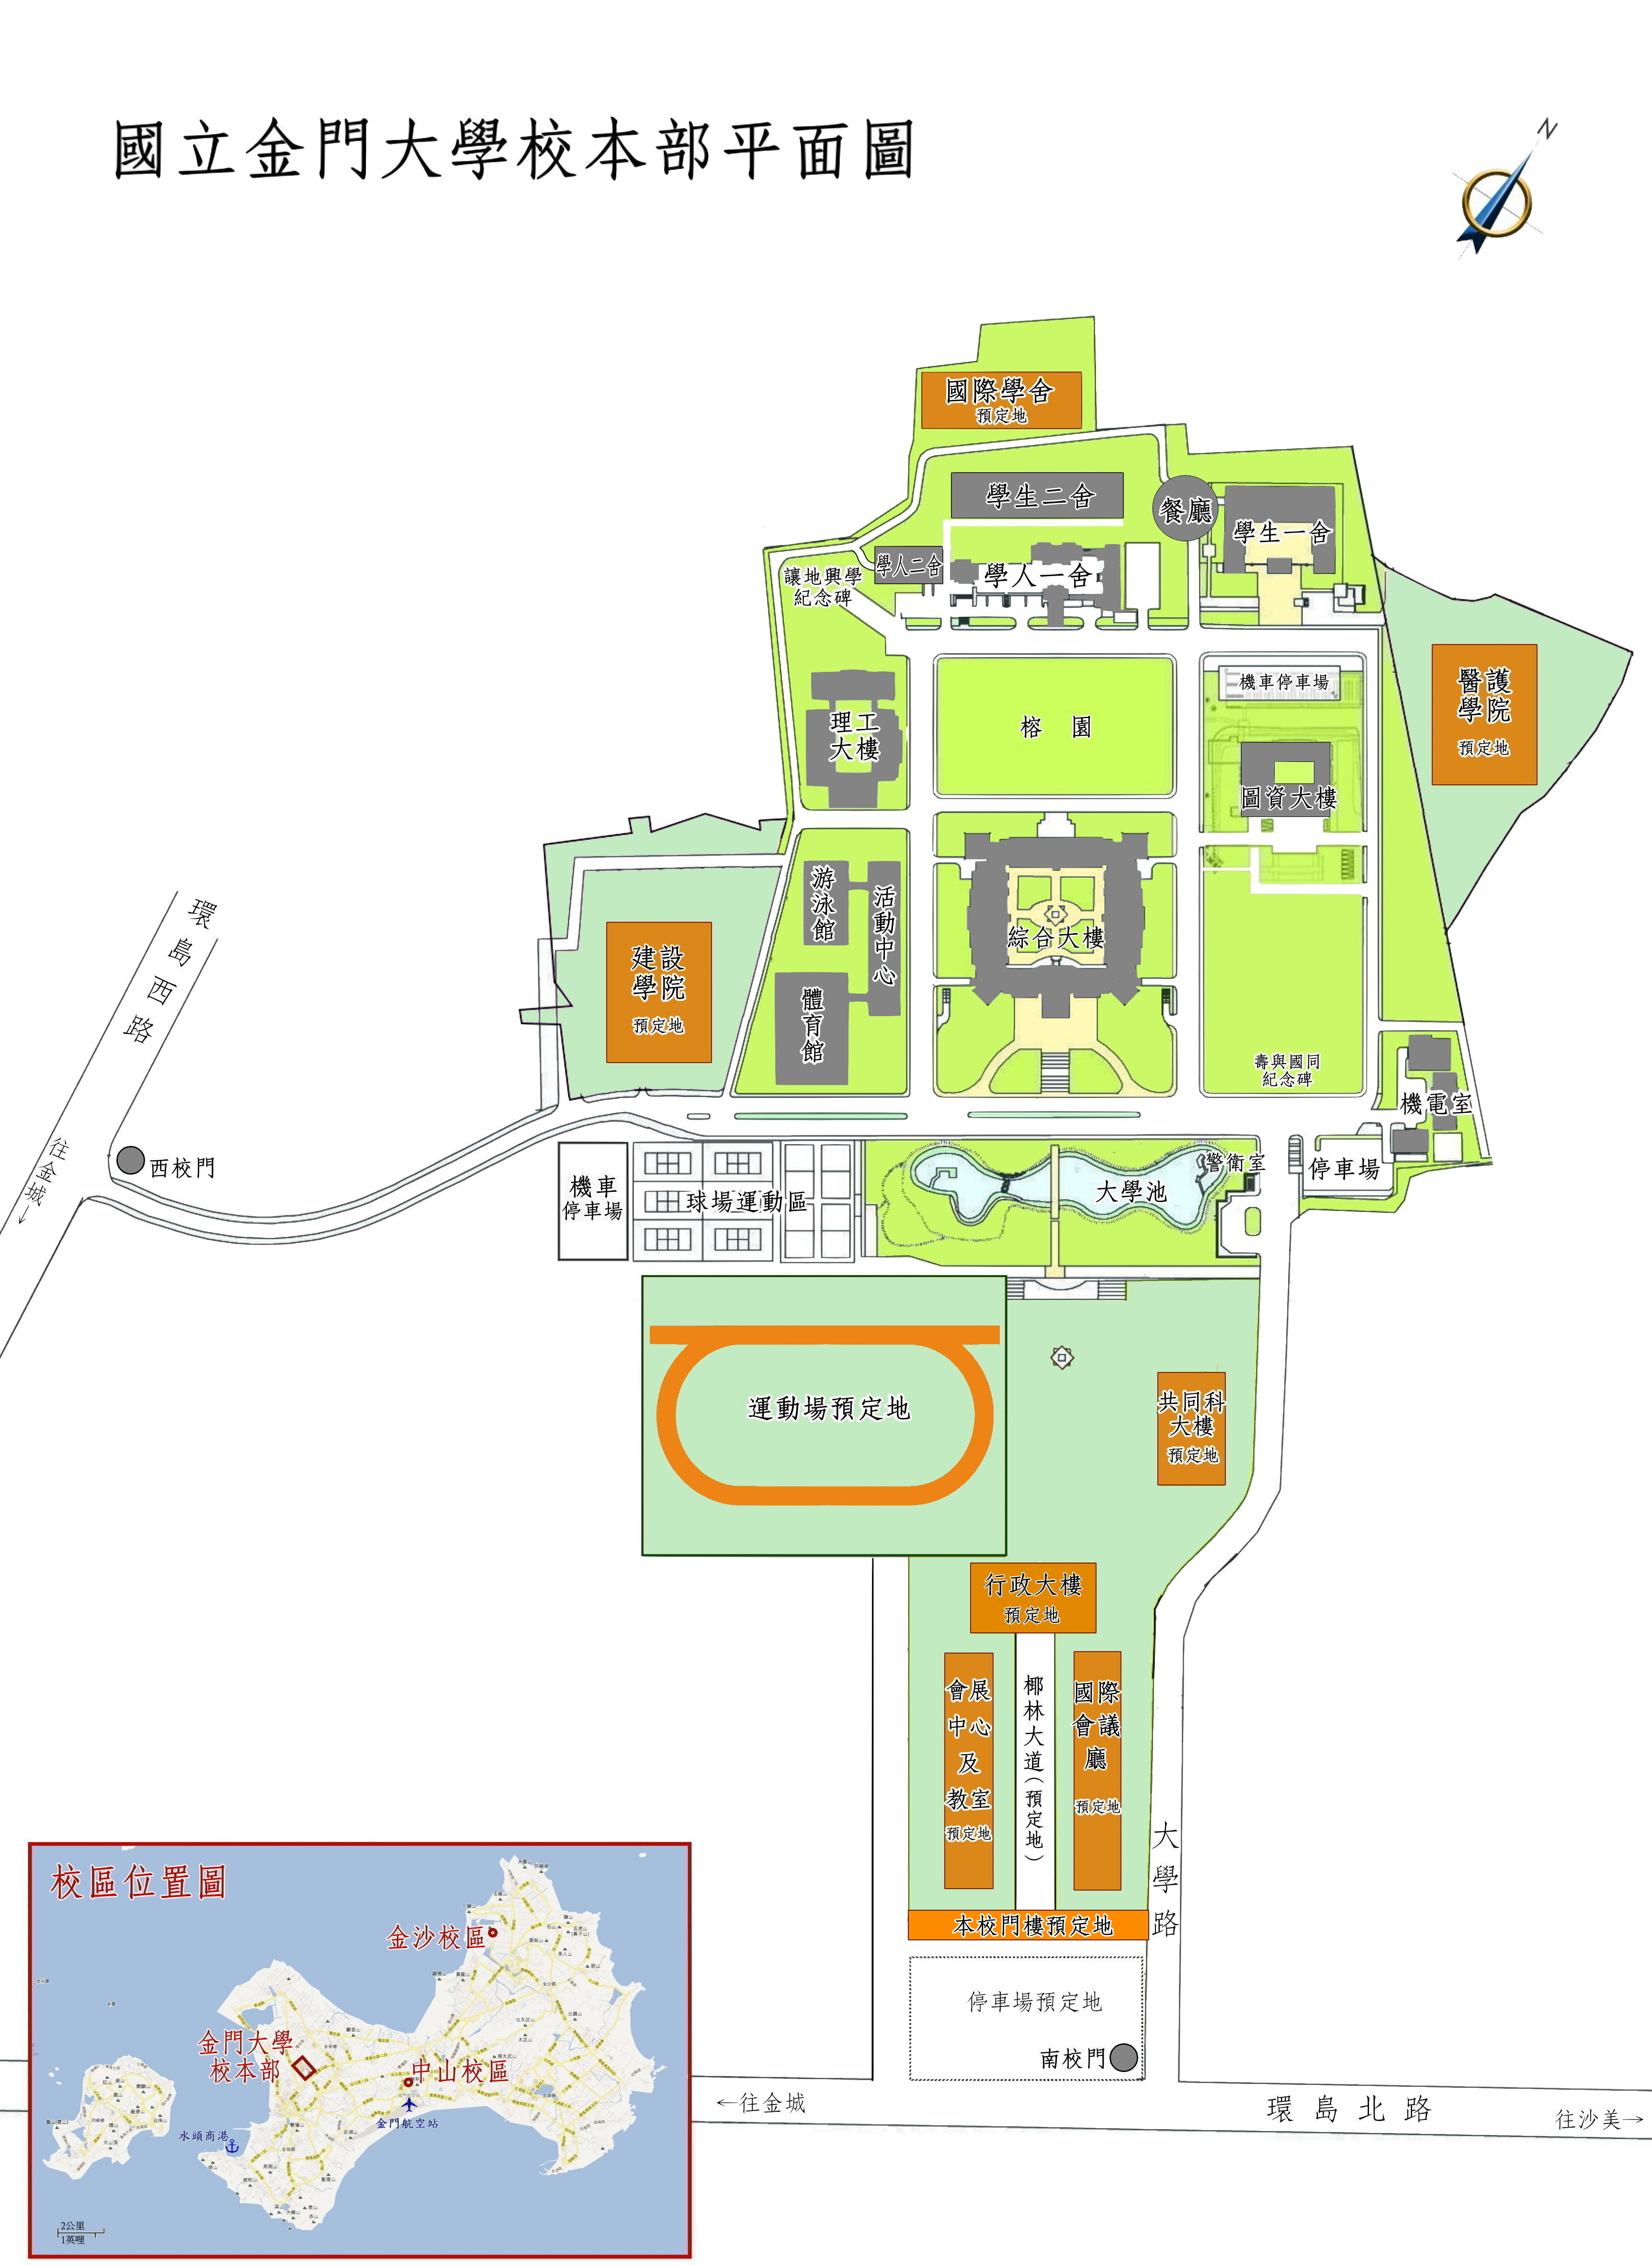 國立金門大學校本部平面圖
N
國際學舍
預定地
學生二舍
餐廳
學生一舍
學人二舍
學人一舍
讓地興學
紀念碑
理工
大樓
榕園
機車停車場
圖資大樓
醫護
學院
預定地
游泳館
活動中心
體育館
綜合大樓
建設
學院
預定地
壽與國同
紀念碑
機電室
環島西路
往金城→
西校門
機車
停車場
球場運動區
大學池
警衛室
停車場
運動場預定地
共同科
大樓
預定地
行政大樓
預定地
會展
中心
及
教室
預定地
椰林大道(預定地)
國際
會議
廳
預定地
大學路
本校門樓預定地
停車場預定地
南校門
←往金城
環島北路
往沙美→
校區位置圖
金沙校區
金門大學
校本部
中山校區
金門航空站
水頭商港
2公里
1英哩